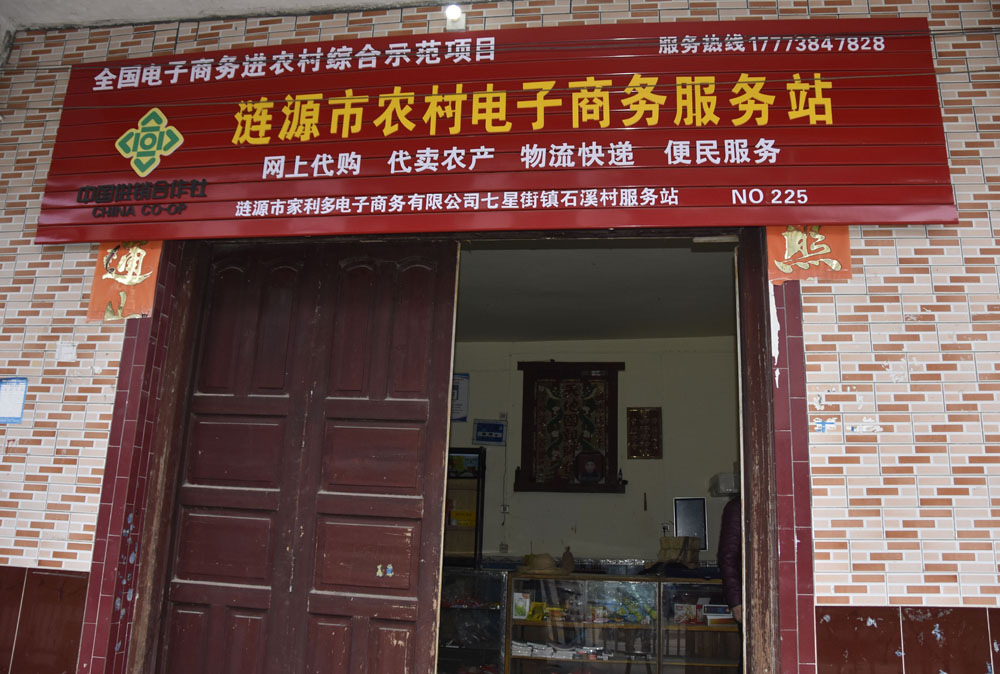 全国电子商务进农村综合示范项目 服务热线17773847828
涟源市农村电子商务服务站
网上代购 代卖农产 物流快递 便民服务
中国供销合作社
CHINA CO-OP
涟源市家利多电子商务有限公司七星街镇石溪村服务站 NO 225
通
熊